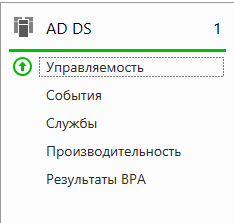 AD DS 1
Управляемость
События
Службы
Производительность
Результаты BPA